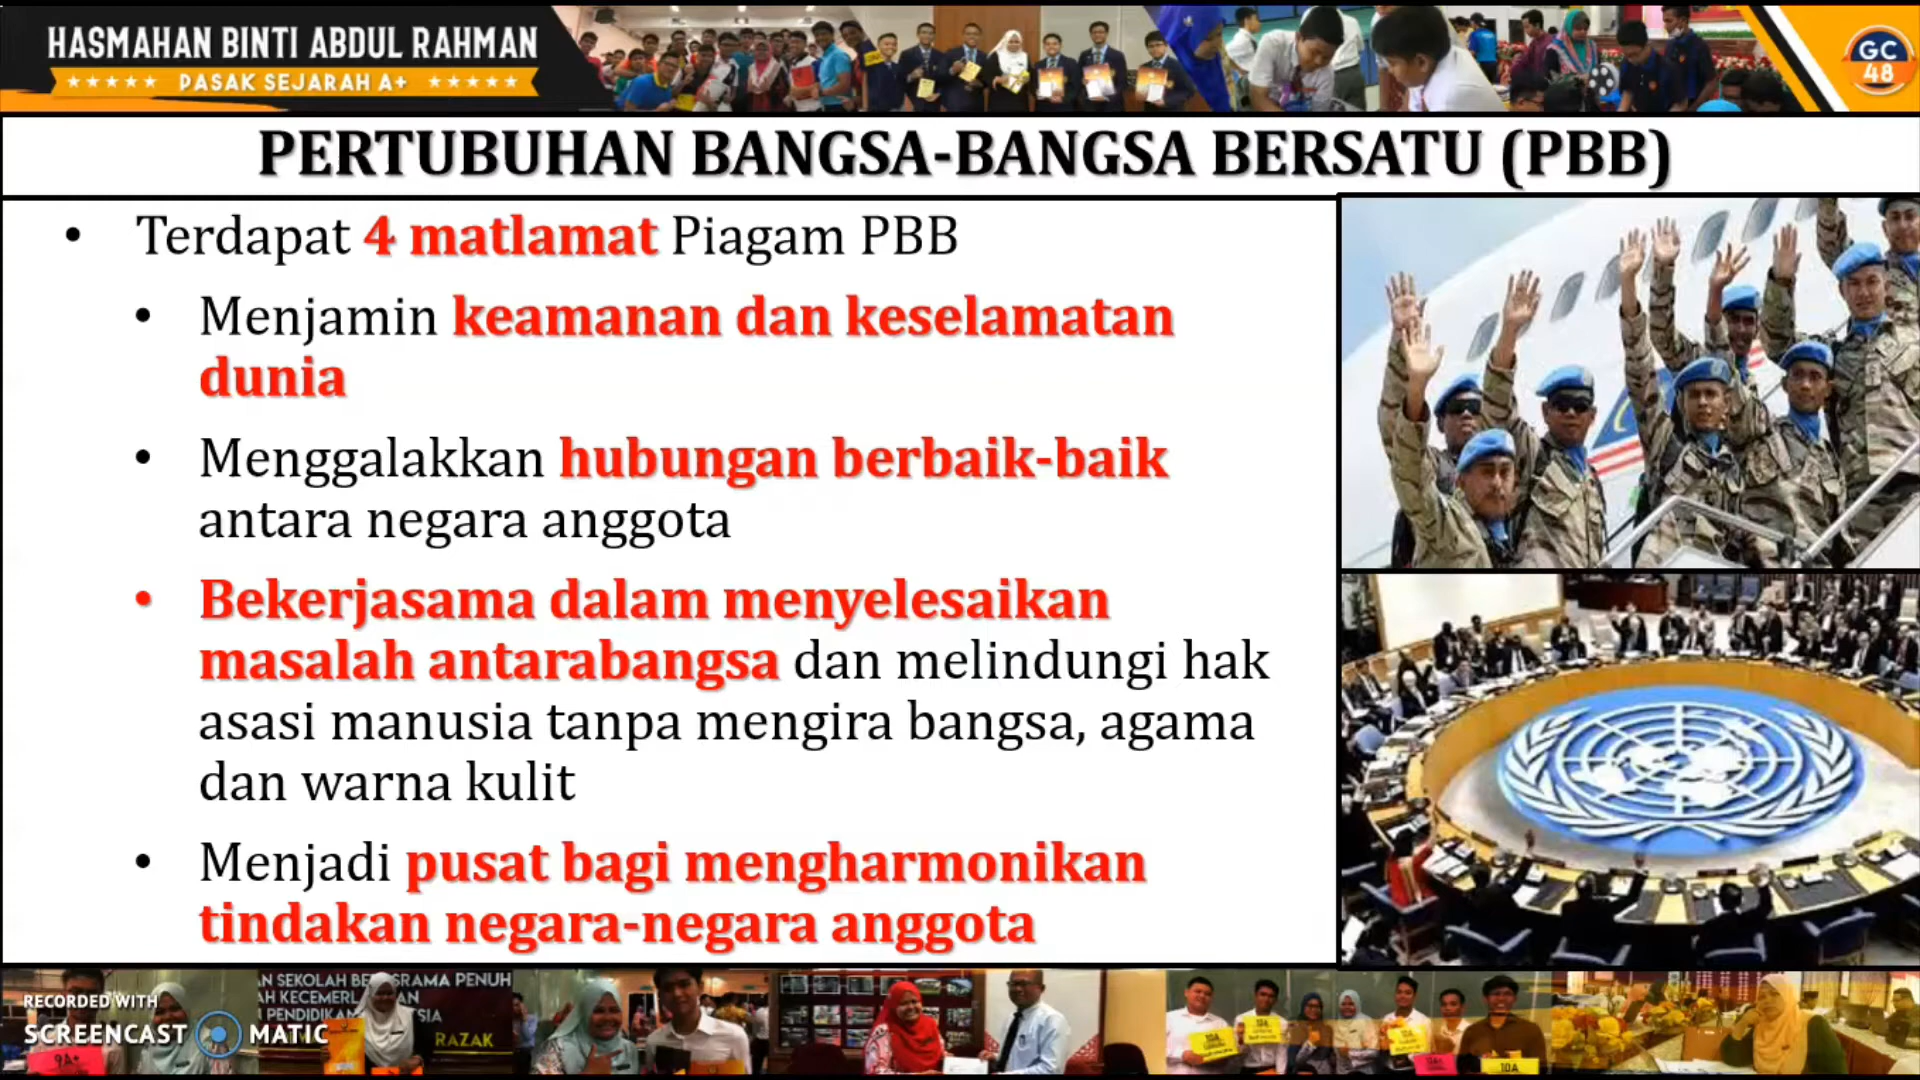 HASMAHAN BINTI ABDUL RAHMAN
PASAK SEJARAH A+
GC
48
PERTUBUHAN BANGSA-BANGSA BERSATU (PBB)
• Terdapat 4 matlamat Piagam PBB
• Menjamin keamanan dan keselamatan
dunia
• Menggalakkan hubungan berbaik-baik
antara negara anggota
• Bekerjasama dalam menyelesaikan
masalah antarabangsa dan melindungi hak
asasi manusia tanpa mengira bangsa, agama
dan warna kulit
• Menjadi pusat bagi mengharmonikan
tindakan negara-negara anggota
RECORDED WITH
SCREENCAST MATIC
PENUH
RAZAK
9A+
10A